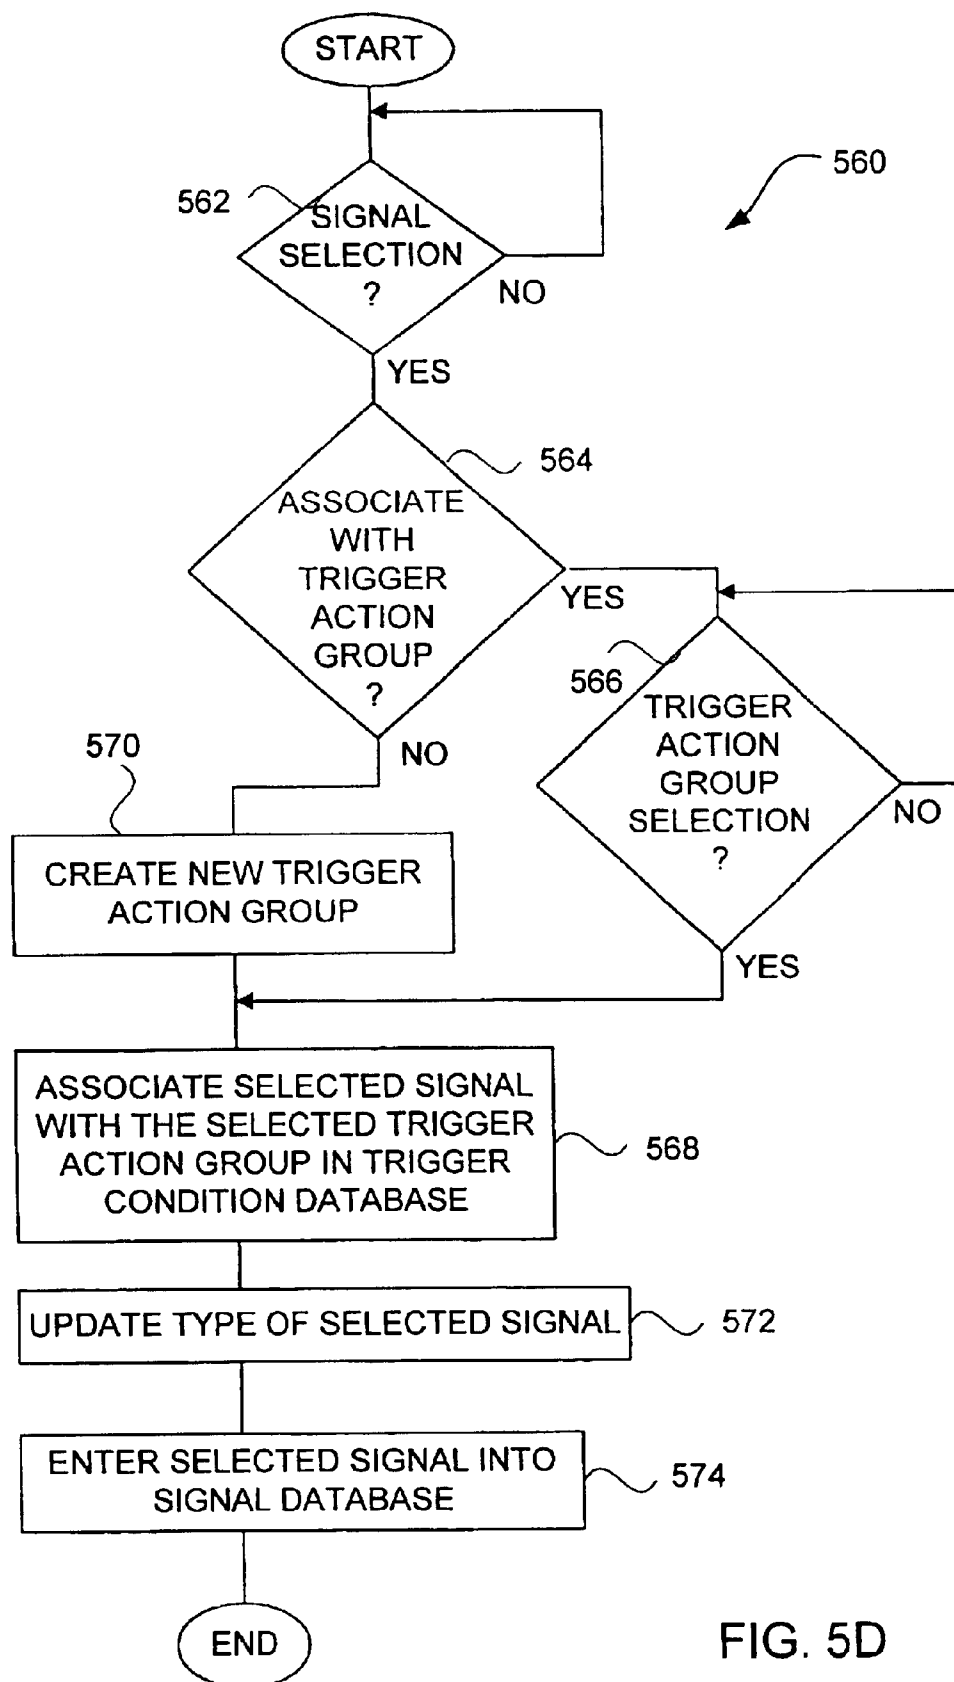 START
560
562
SIGNAL
SELECTION
?
NO
YES
564
ASSOCIATE
WITH
TRIGGER
ACTION
GROUP
?
YES
566
TRIGGER
ACTION
GROUP
SELECTION
?
NO
NO
570
CREATE NEW TRIGGER
ACTION GROUP
YES
ASSOCIATE SELECTED SIGNAL
WITH THE SELECTED TRIGGER
ACTION GROUP IN TRIGGER
CONDITION DATABASE
568
UPDATE TYPE OF SELECTED SIGNAL
572
ENTER SELECTED SIGNAL INTO
SIGNAL DATABASE
574
END
FIG. 5D